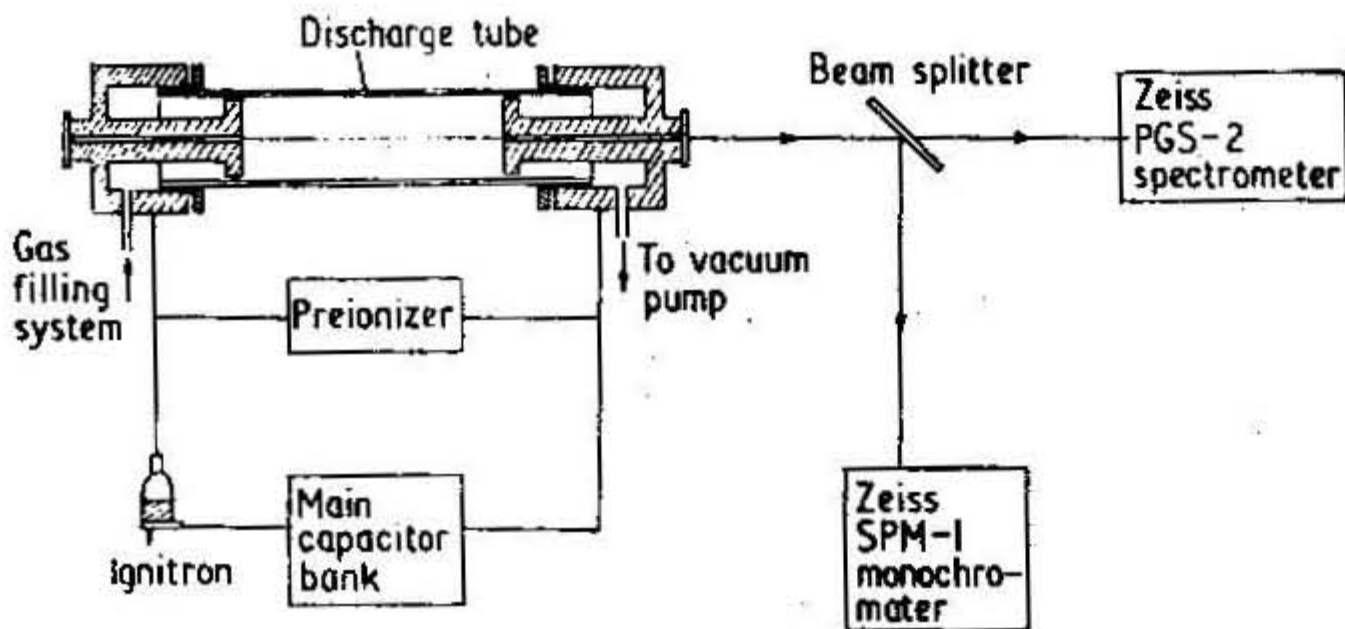 Discharge tube
Beam splitter
Zeiss
PGS-2
spectrometer
Gas
filling
system
To vacuum
pump
Preionizer
Ignitron
Main
capacitor
bank
Zeiss
SPM-1
monochro-
mater